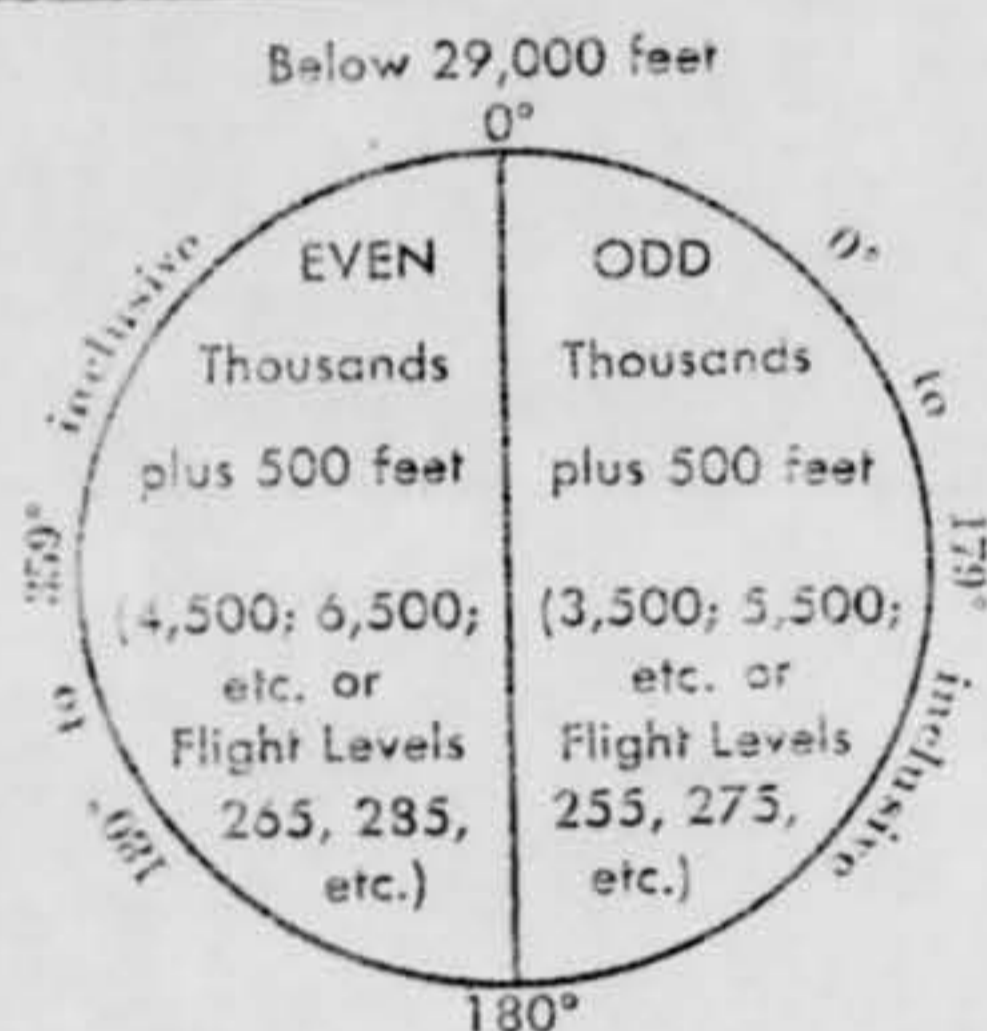 Below 29,000 feet
0°
EVEN
Thousands
plus 500 feet
(4,500; 6,500;
etc. or
Flight Levels
265, 285,
etc.)
ODD
Thousands
plus 500 feet
(3,500; 5,500;
etc. or
Flight Levels
255, 275,
etc.)
0° to 179° inclusive
180° to 359° inclusive
180°